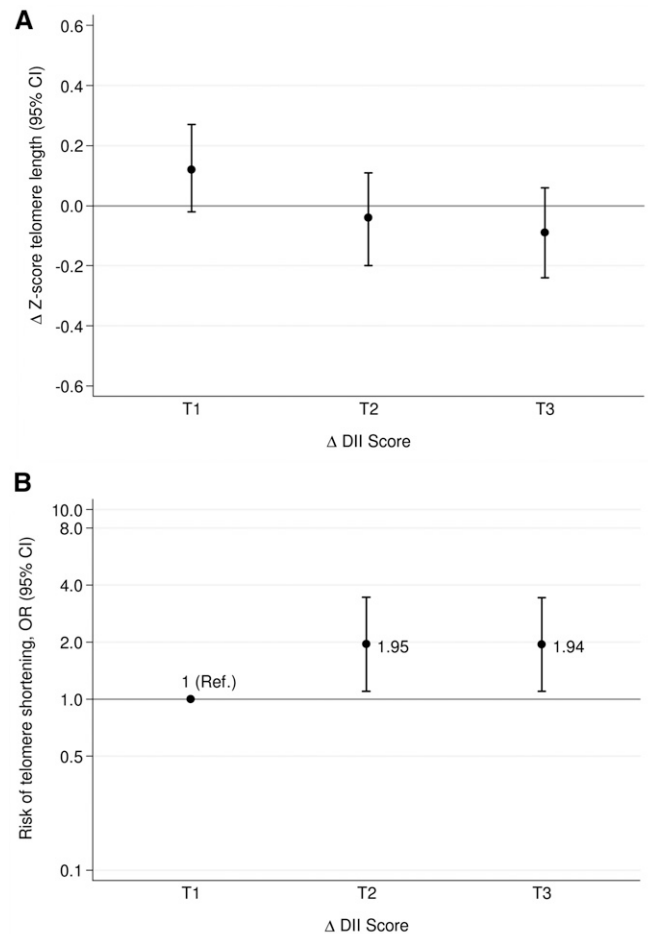 A
Δ Z-score telomere length (95% CI)
0.6
0.4
0.2
0.0
-0.2
-0.4
-0.6
T1 T2 T3
Δ DII Score
B
Risk of telomere shortening, OR (95% CI)
10.0
8.0
4.0
2.0
1.0
0.5
0.1
1 (Ref.)
1.95
1.94
T1 T2 T3
Δ DII Score